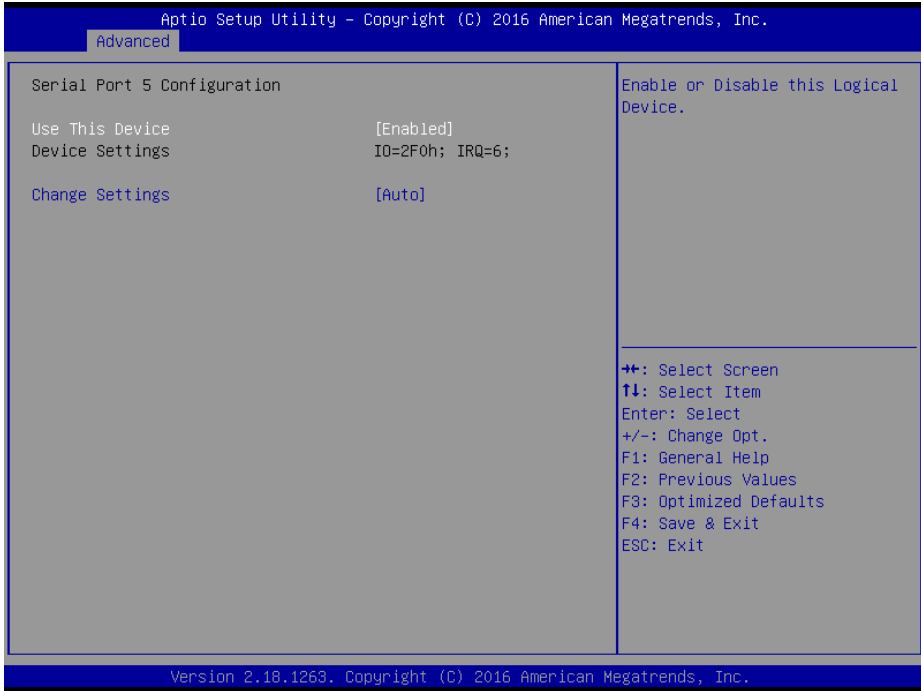 Aptio Setup Utility – Copyright (C) 2016 American Megatrends, Inc.
Advanced
Serial Port 5 Configuration
Use This Device [Enabled]
Device Settings IO=2F0h; IRQ=6;
Change Settings [Auto]
Enable or Disable this Logical
Device.
→←: Select Screen
↑↓: Select Item
Enter: Select
+/-: Change Opt.
F1: General Help
F2: Previous Values
F3: Optimized Defaults
F4: Save & Exit
ESC: Exit
Version 2.18.1263. Copyright (C) 2016 American Megatrends, Inc.